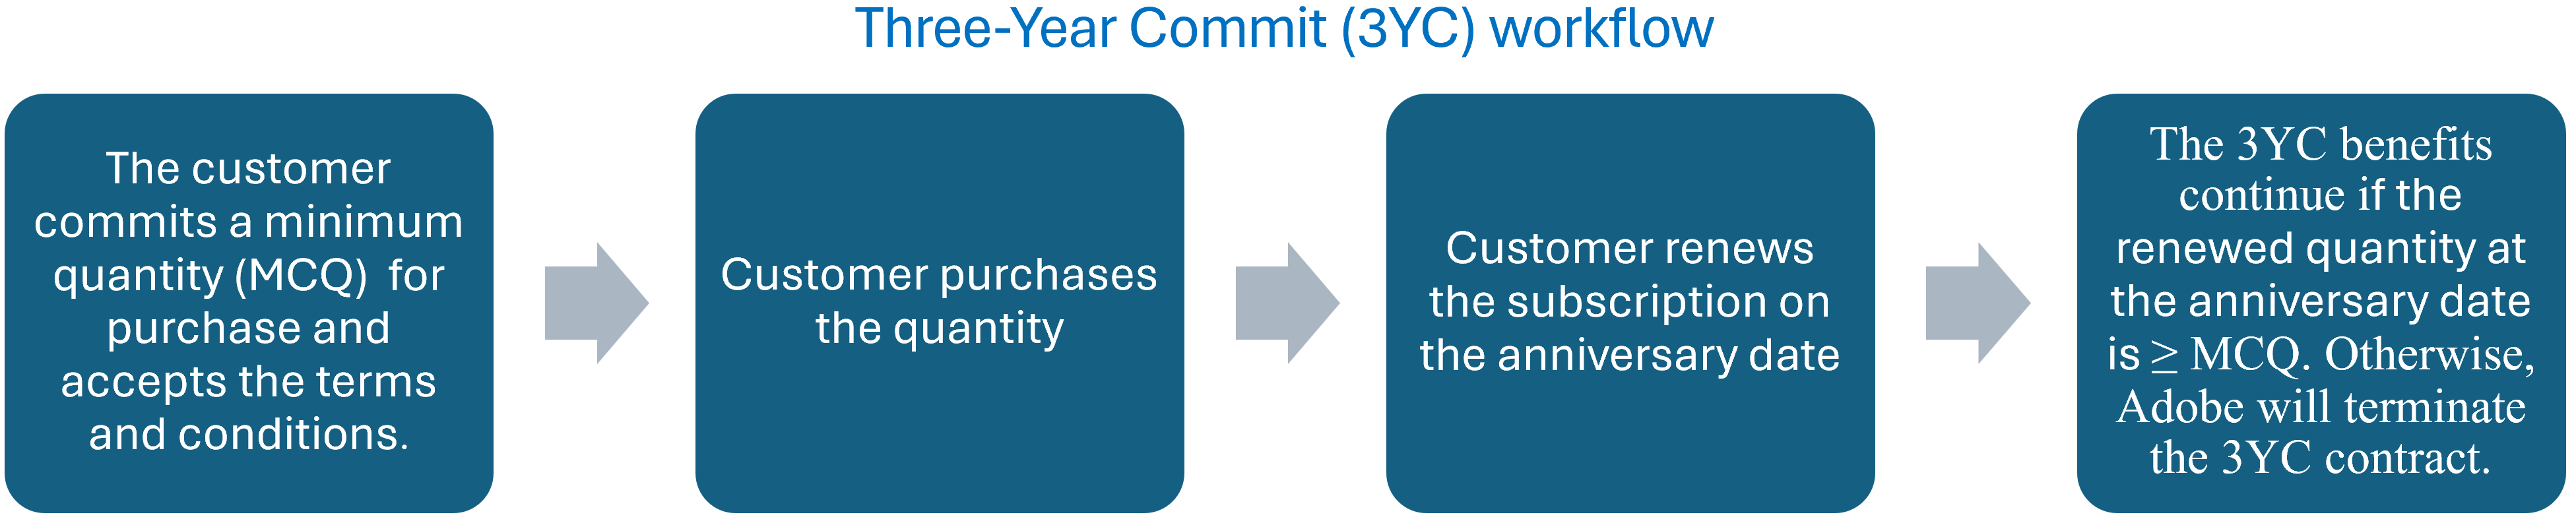 Three-Year Commit (3YC) workflow
The customer
commits a minimum
quantity (MCQ)  for
purchase and
accepts the terms
and conditions.
Customer purchases
the quantity
Customer renews
the subscription on
the anniversary date
The 3YC benefits
continue if the
renewed quantity at
the anniversary date
is ≥ MCQ. Otherwise,
Adobe will terminate
the 3YC contract.